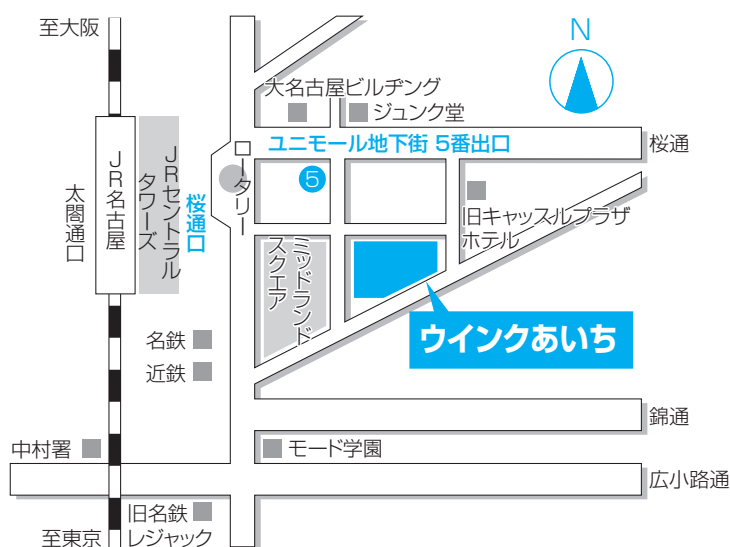 至大阪
N
大名古屋ビルヂング
ジュンク堂
ユニモール地下街 5番出口
桜通
ロータリー
5
JR名古屋
JRセントラル
タワーズ
桜通口
太閤通口
旧キャッスルプラザ
ホテル
ミッドランド
スクエア
ウインクあいち
名鉄
近鉄
錦通
中村署
モード学園
広小路通
旧名鉄
レジャック
至東京